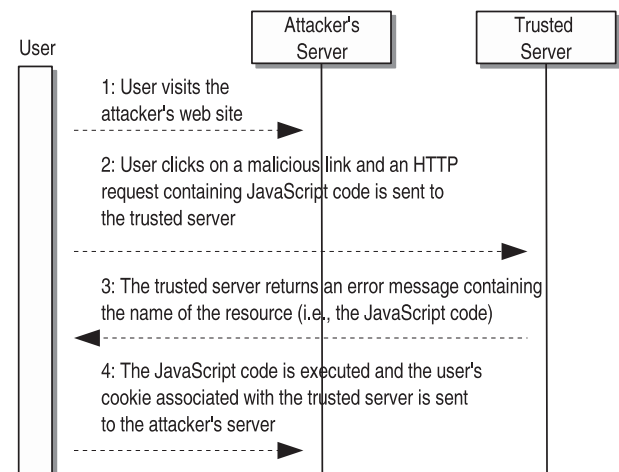 User
Attacker's
Server
Trusted
Server
1: User visits the
attacker's web site
2: User clicks on a malicious link and an HTTP
request containing JavaScript code is sent to
the trusted server
3: The trusted server returns an error message containing
the name of the resource (i.e., the JavaScript code)
4: The JavaScript code is executed and the user's
cookie associated with the trusted server is sent
to the attacker's server